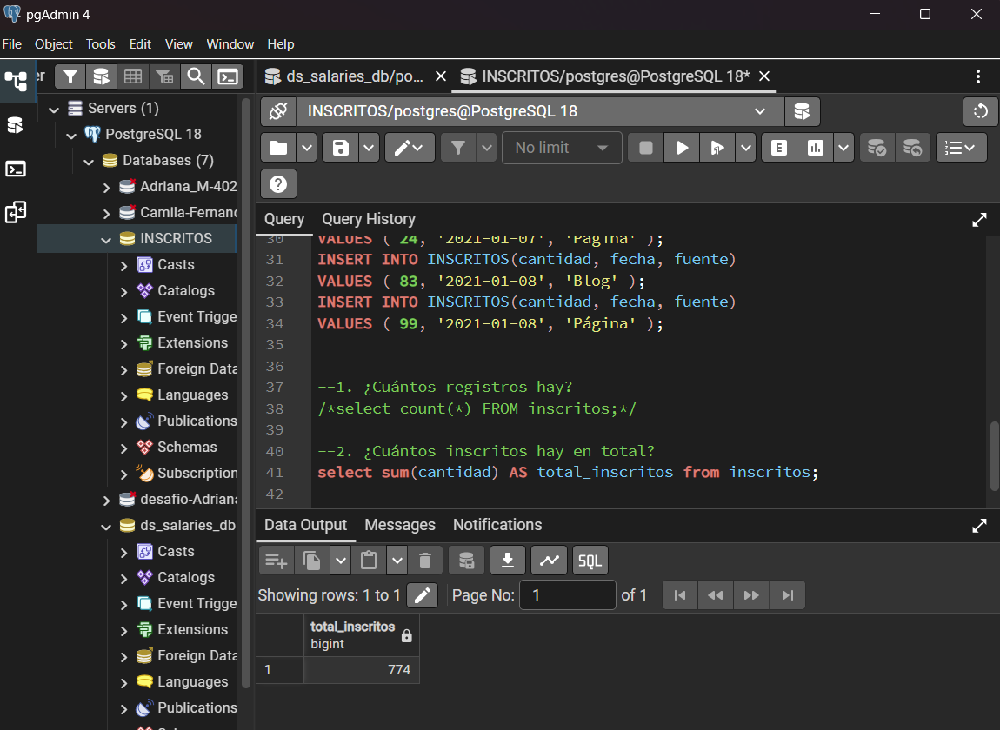 pgAdmin 4
File Object Tools Edit View Window Help
er
ds_salaries_db/po...
INSCRITOS/postgres@PostgreSQL 18*
INSCRITOS/postgres@PostgreSQL 18
No limit
E
Servers (1)
PostgreSQL 18
Databases (7)
Adriana_M-402
Camila-Fernand
INSCRITOS
Casts
Catalogs
Event Trigge
Extensions
Foreign Data
Languages
Publications
Schemas
Subscription
desafio-Adriana
ds_salaries_db
Casts
Catalogs
Event Trigge
Extensions
Foreign Data
Languages
Publications
Query Query History
30 VALUES ( 24, '2021-01-07', 'Página' );
31 INSERT INTO INSCRITOS(cantidad, fecha, fuente)
32 VALUES ( 83, '2021-01-08', 'Blog' );
33 INSERT INTO INSCRITOS(cantidad, fecha, fuente)
34 VALUES ( 99, '2021-01-08', 'Página' );
35
36
37 --1. ¿Cuántos registros hay?
38 /*select count(*) FROM inscritos;*/
39
40 --2. ¿Cuántos inscritos hay en total?
41 select sum(cantidad) AS total_inscritos from inscritos;
42
Data Output Messages Notifications
SQL
Showing rows: 1 to 1 Page No: 1 of 1
total_inscritos
bigint
1 774